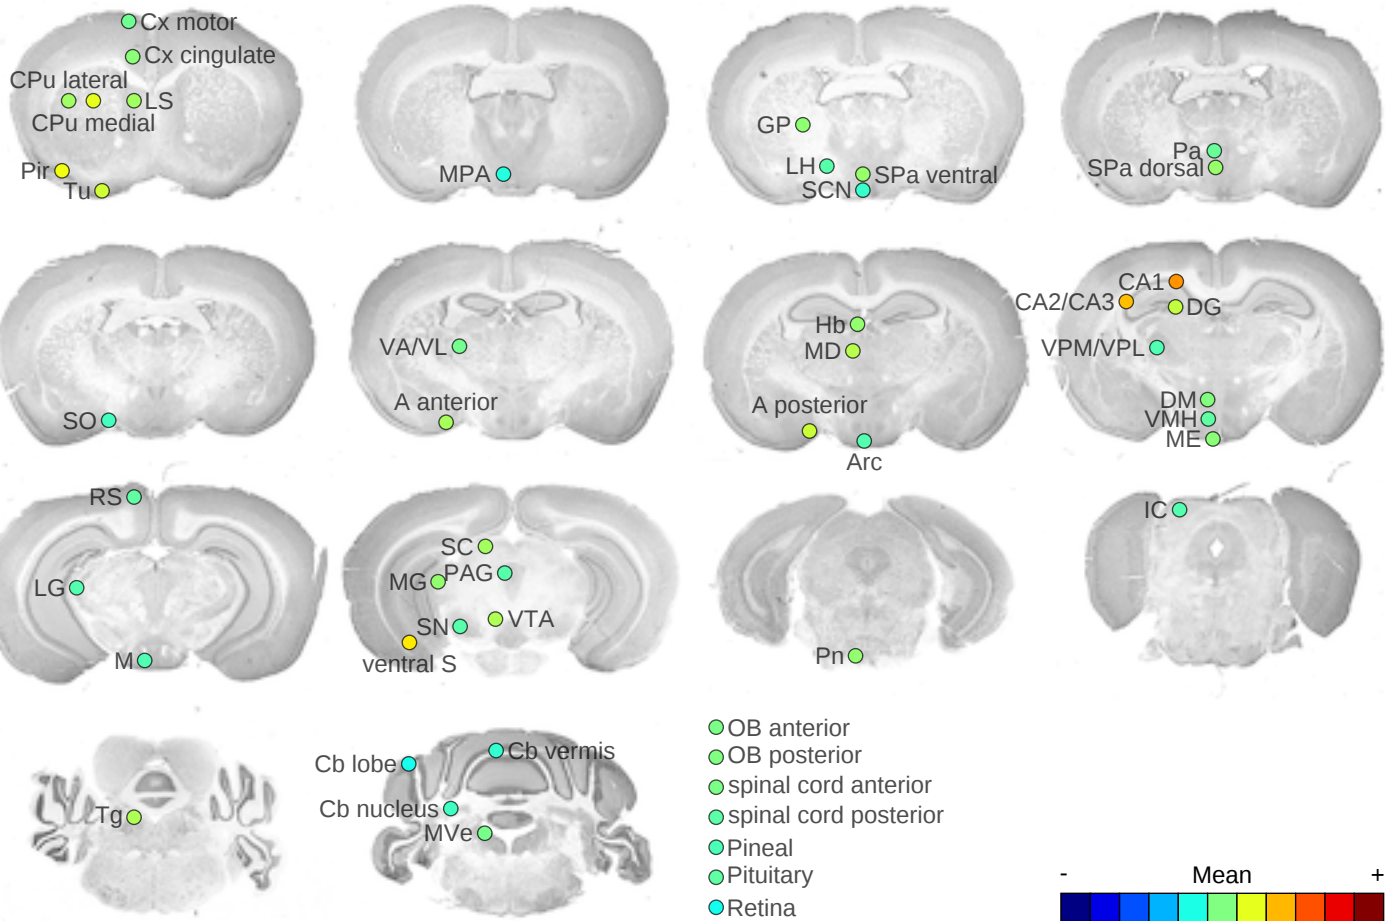 Cx motor
Cx cingulate
CPu lateral
LS
CPu medial
Pir
Tu
MPA
GP
LH
SPa ventral
SCN
Pa
SPa dorsal
SO
VA/VL
A anterior
Hb
MD
A posterior
Arc
CA1
CA2/CA3
DG
VPM/VPL
DM
VMH
ME
RS
LG
M
SC
MG
PAG
SN
VTA
ventral S
Pn
IC
Tg
Cb lobe
Cb vermis
Cb nucleus
MVe
OB anterior
OB posterior
spinal cord anterior
spinal cord posterior
Pineal
Pituitary
Retina
- Mean +